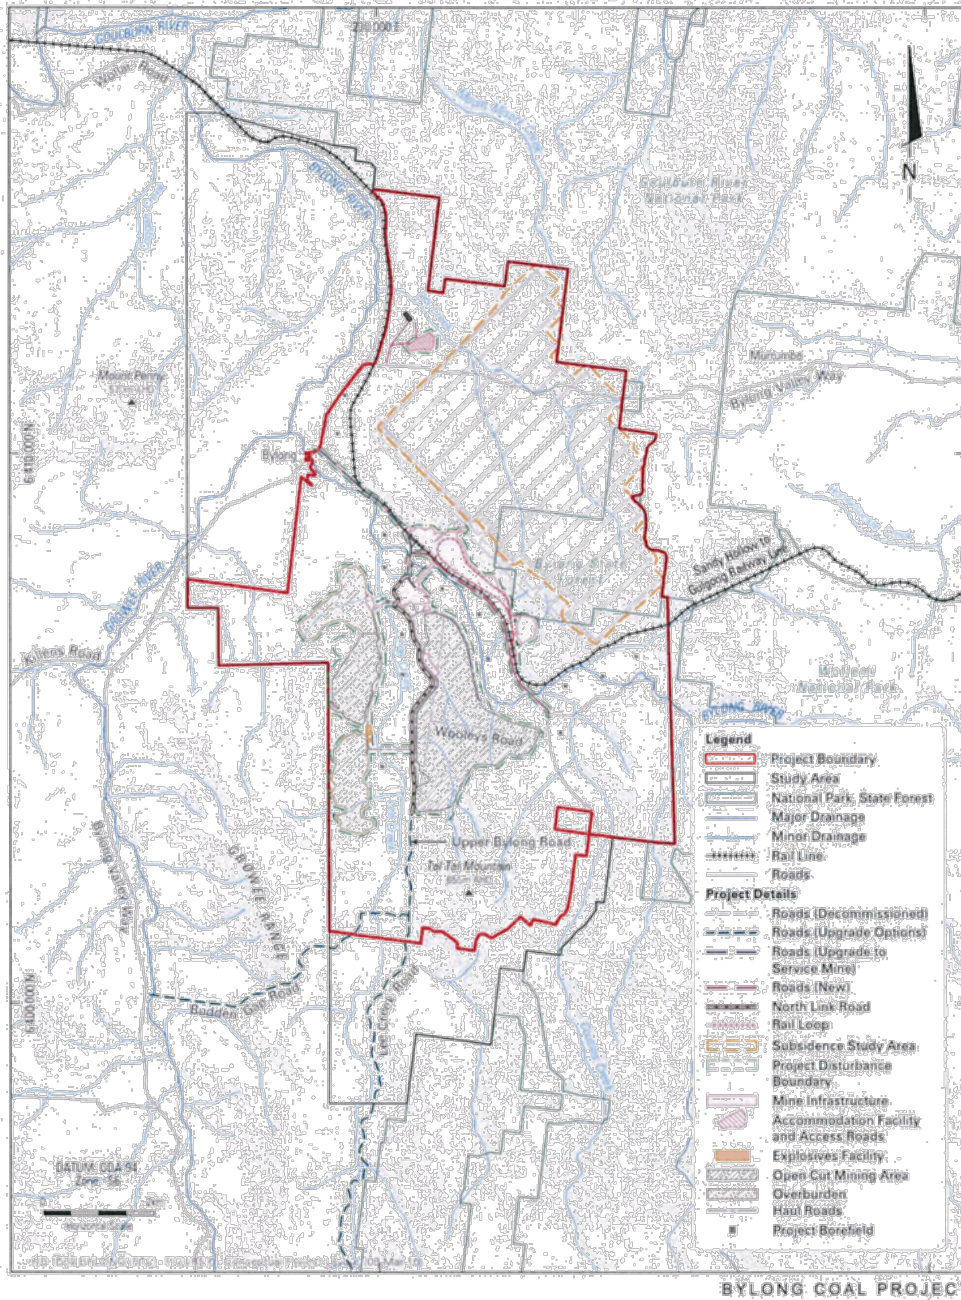 GOULBURN RIVER
Wollar Road
BYLONG RIVER
Goulburn River
National Park
N
Mount Penny
Murrumbo
Bylong Valley Way
Bylong
Sandy Hollow to
Gulgong Railway Line
Bylong State
Forest
GROWEE RIVER
Wollemi
National Park
BYLONG RIVER
Wooleys Road
Upper Bylong Road
Tal Tal Mountain
Bylong Valley Way
GROWEE RANGE
Budden Gap Road
Lee Creek Road
DATUM: GDA 94
Zone: 56
Legend
Project Boundary
Study Area
National Park, State Forest
Major Drainage
Minor Drainage
Rail Line
Roads
Project Details
Roads (Decommissioned)
Roads (Upgrade Options)
Roads (Upgrade to
Service Mine)
Roads (New)
North Link Road
Rail Loop
Subsidence Study Area
Project Disturbance
Boundary
Mine Infrastructure
Accommodation Facility
and Access Roads
Explosives Facility
Open Cut Mining Area
Overburden
Haul Roads
Project Borefield
BYLONG COAL PROJEC